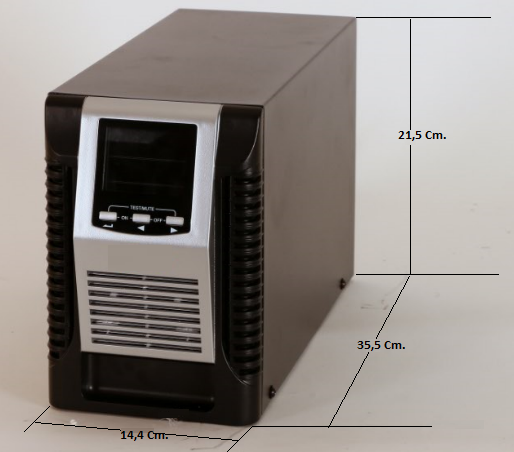 21,5 Cm.
TEST/MUTE
ON
OFF
35,5 Cm.
14,4 Cm.